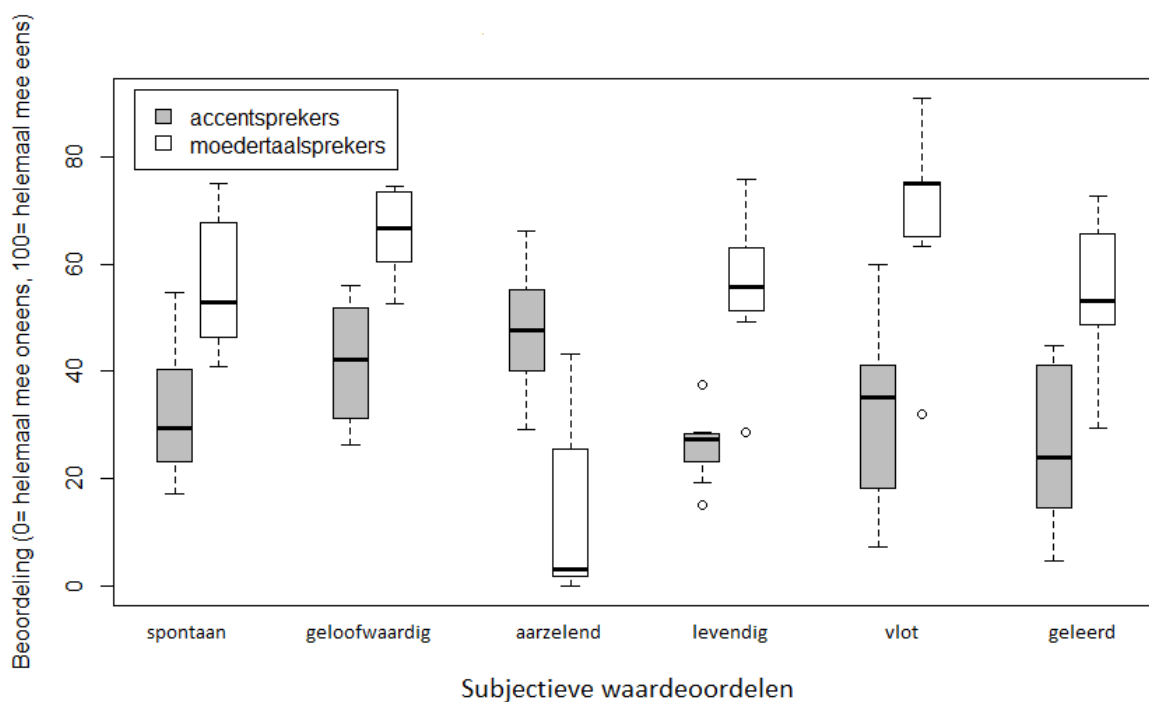 Beoordeling (0= helemaal mee oneens, 100= helemaal mee eens)
80
60
40
20
0
accentsprekers
moedertaalsprekers
spontaan geloofwaardig aarzelend levendig vlot geleerd
Subjectieve waardeoordelen